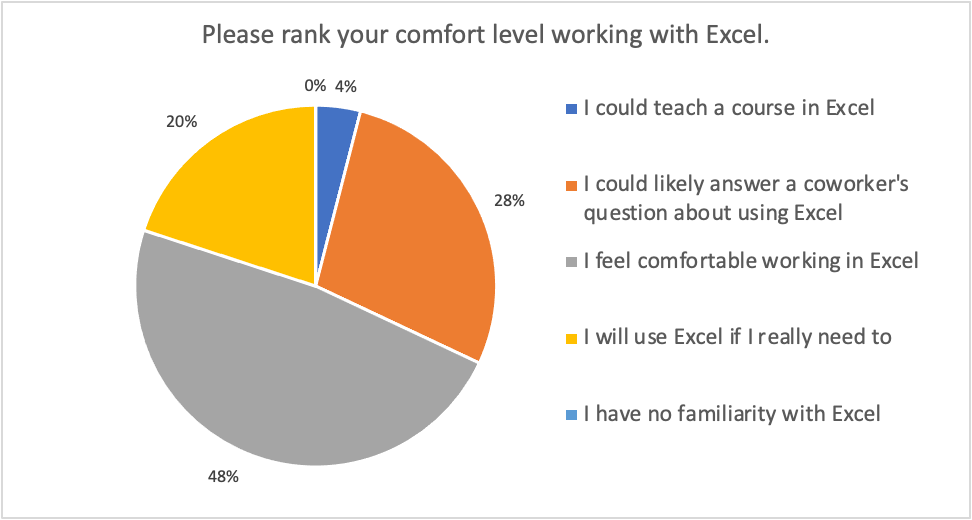 Please rank your comfort level working with Excel.
0%
4%
20%
28%
48%
I could teach a course in Excel
I could likely answer a coworker's
question about using Excel
I feel comfortable working in Excel
I will use Excel if I really need to
I have no familiarity with Excel